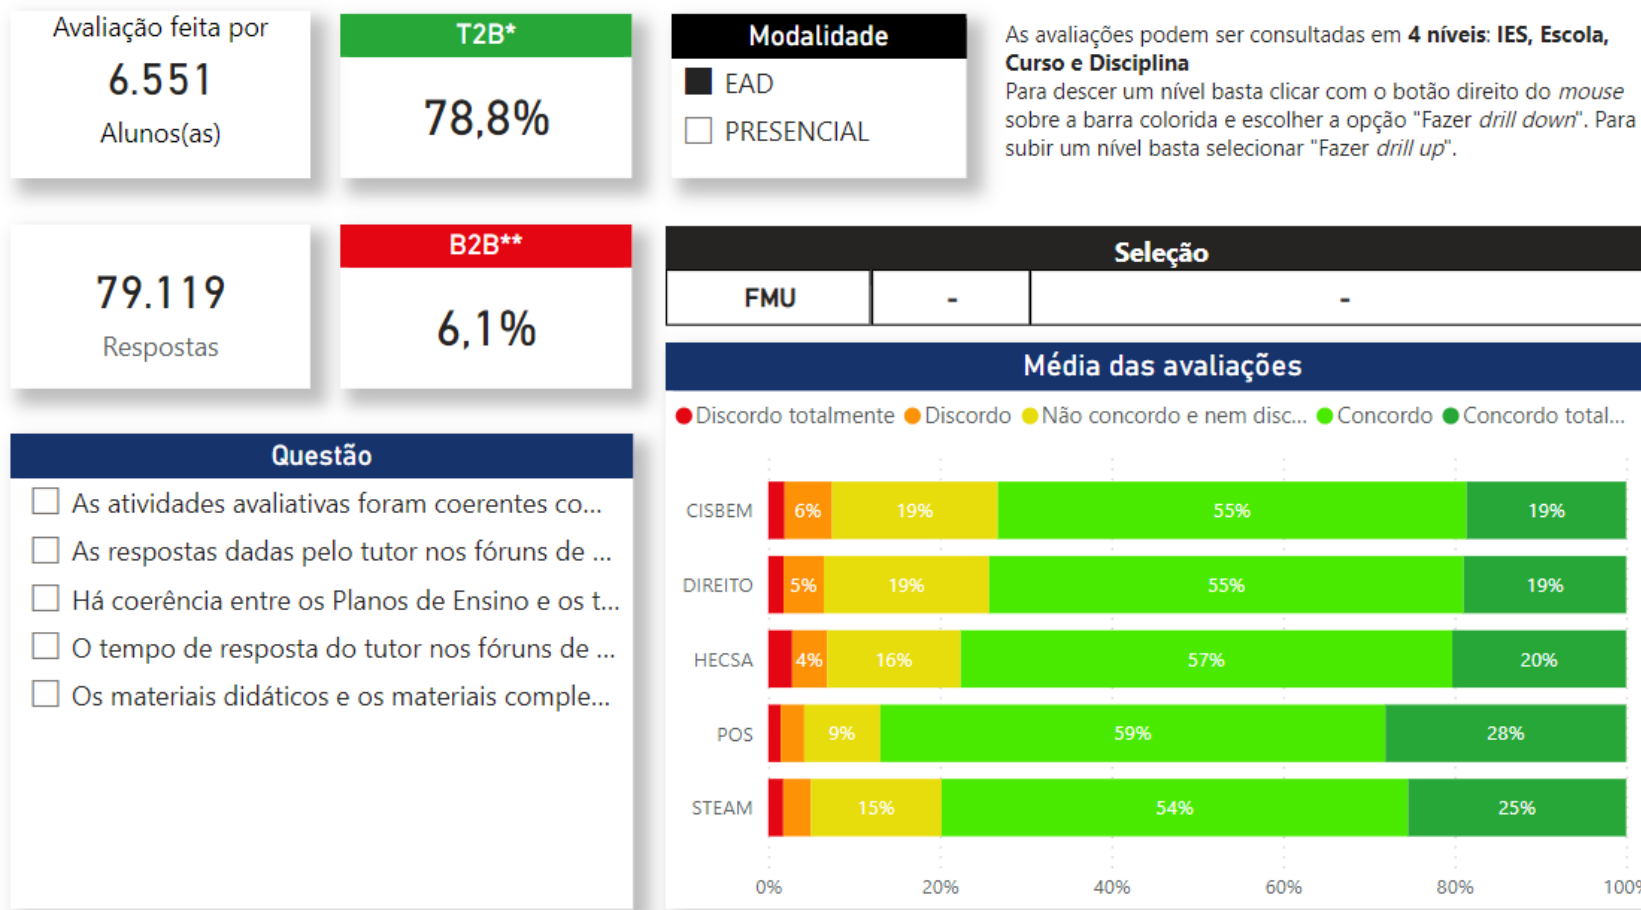 Avaliação feita por
6.551
Alunos(as)
T2B*
78,8%
Modalidade
EAD
PRESENCIAL
As avaliações podem ser consultadas em 4 níveis: IES, Escola,
Curso e Disciplina
Para descer um nível basta clicar com o botão direito do mouse
sobre a barra colorida e escolher a opção "Fazer drill down". Para
subir um nível basta selecionar "Fazer drill up".
79.119
Respostas
B2B**
6,1%
Seleção
FMU - -
Questão
As atividades avaliativas foram coerentes co...
As respostas dadas pelo tutor nos fóruns de ...
Há coerência entre os Planos de Ensino e os t...
O tempo de resposta do tutor nos fóruns de ...
Os materiais didáticos e os materiais comple...
Média das avaliações
Discordo totalmente Discordo Não concordo e nem disc... Concordo Concordo total...
CISBEM 6% 19% 55% 19%
DIREITO 5% 19% 55% 19%
HECSA 4% 16% 57% 20%
POS 9% 59% 28%
STEAM 15% 54% 25%
0% 20% 40% 60% 80% 100%